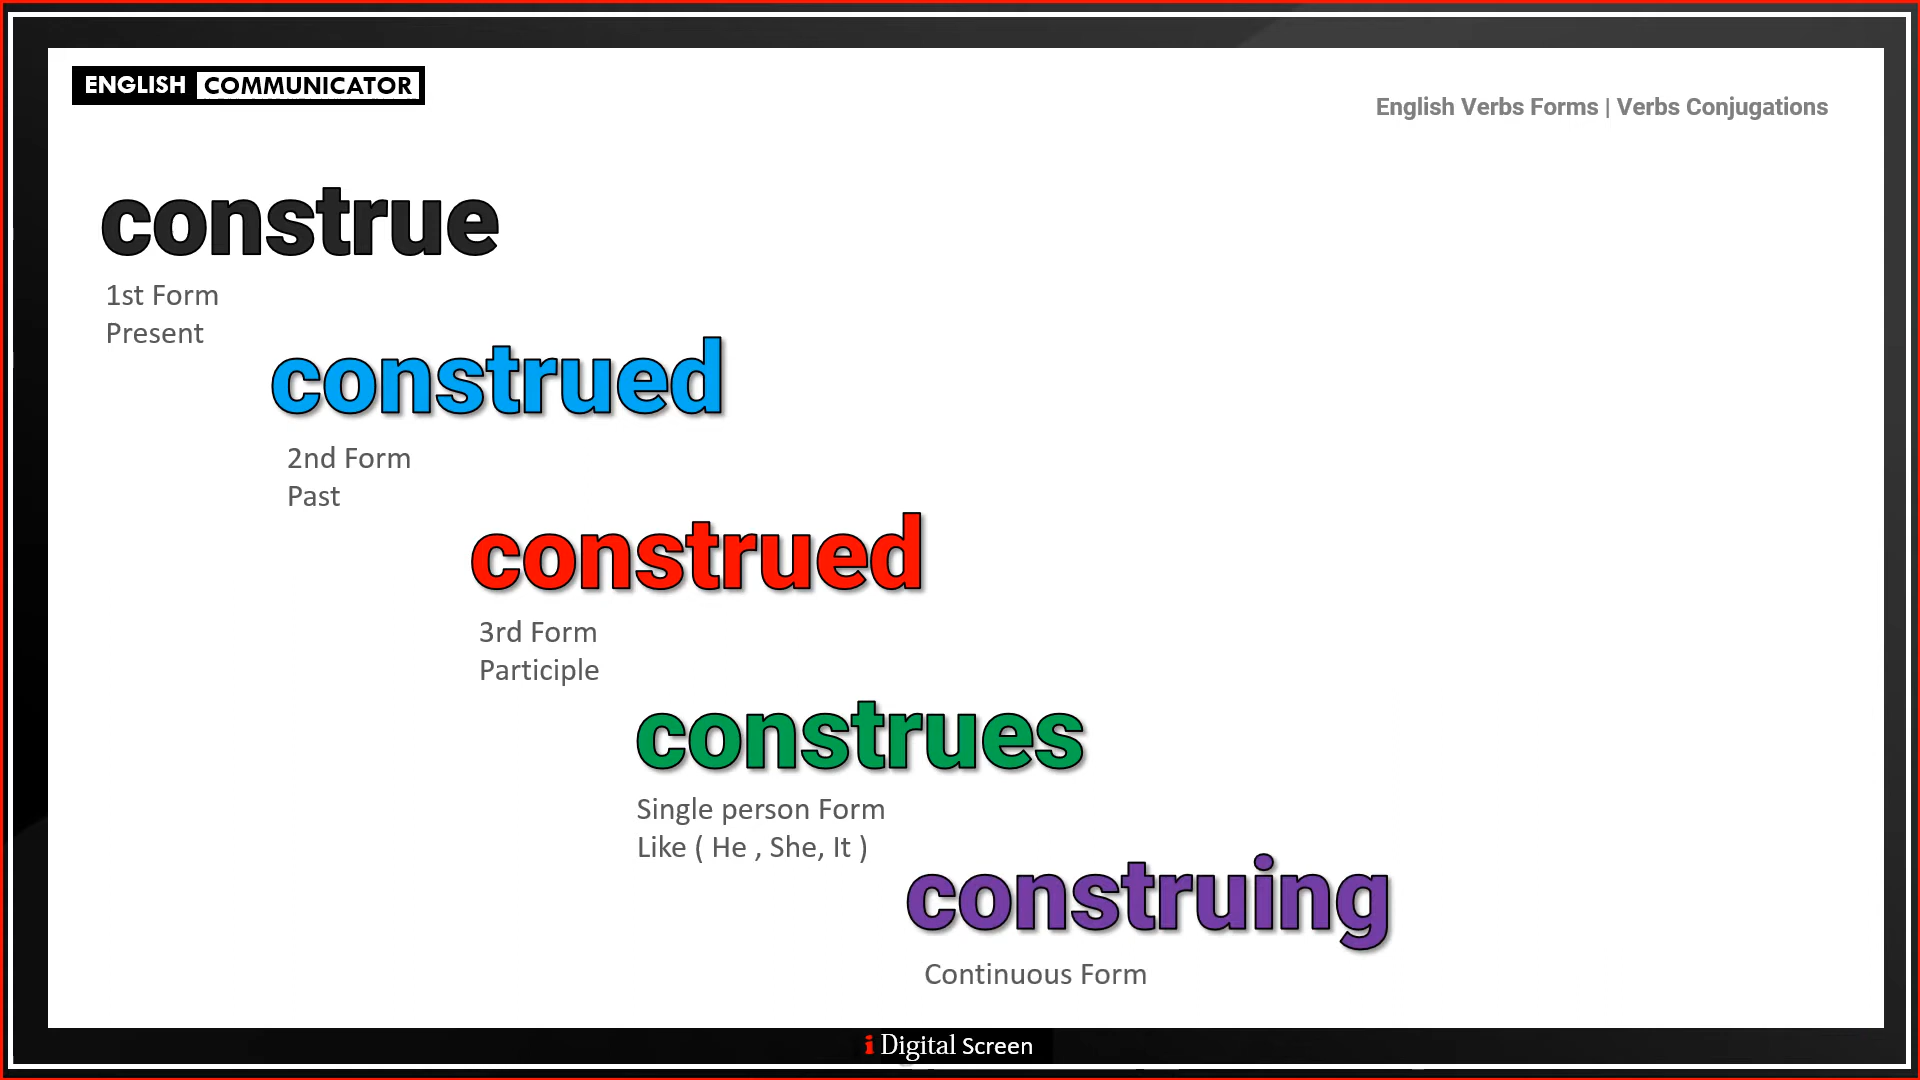 ENGLISH COMMUNICATOR
English Verbs Forms | Verbs Conjugations
construe
1st Form
Present
construed
2nd Form
Past
construed
3rd Form
Participle
construes
Single person Form
Like ( He , She, It )
construing
Continuous Form
i Digital Screen